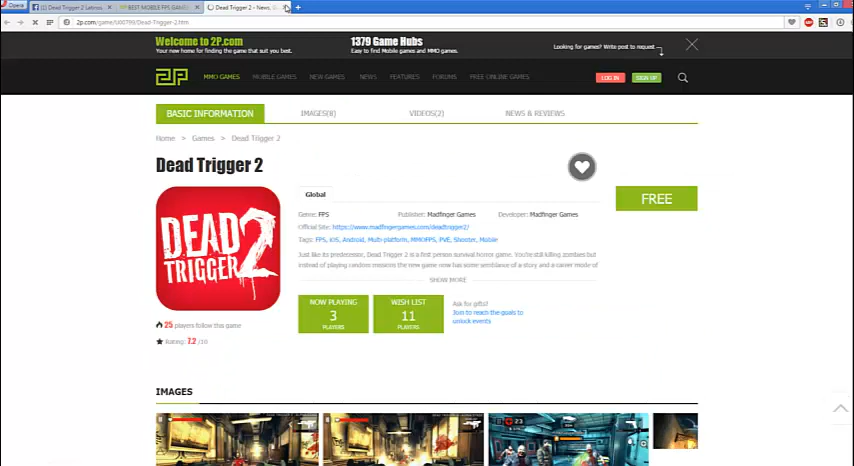 Opera
(1) Dead Trigger 2 Latinoa
BEST MOBILE FPS GAMES
Dead Trigger 2 - News, G
2p.com/game/U00799/Dead-Trigger-2.htm
Welcome to 2P.com
Your new home for finding the game that suit you best.
1379 Game Hubs
Easy to find Mobile games and MMO games.
Looking for games? Write post to request
2P
MMO GAMES
MOBILE GAMES
NEW GAMES
NEWS
FEATURES
FORUMS
FREE ONLINE GAMES
LOG IN
SIGN UP
BASIC INFORMATION
IMAGES(8)
VIDEOS(2)
NEWS & REVIEWS
Home > Games > Dead Trigger 2
Dead Trigger 2
DEAD
TRIGGER 2
Global
FREE
Genre: FPS
Publisher: Madfinger Games
Developer: Madfinger Games
Official Site: https://www.madfingergames.com/deadtrigger2/
Tags: FPS, iOS, Android, Multi-platform, MMOFPS, PVE, Shooter, Mobile
Just like its predecessor, Dead Trigger 2 is a first person survival horror game. You're still killing zombies but
instead of playing random missions the new game now has some semblance of a story and a career mode of
SHOW MORE
NOW PLAYING
3
PLAYERS
WISH LIST
11
PLAYERS
Ask for gifts?
Join to reach the goals to
unlock events
25 players follow this game
Rating: 7.2 /10
IMAGES
23